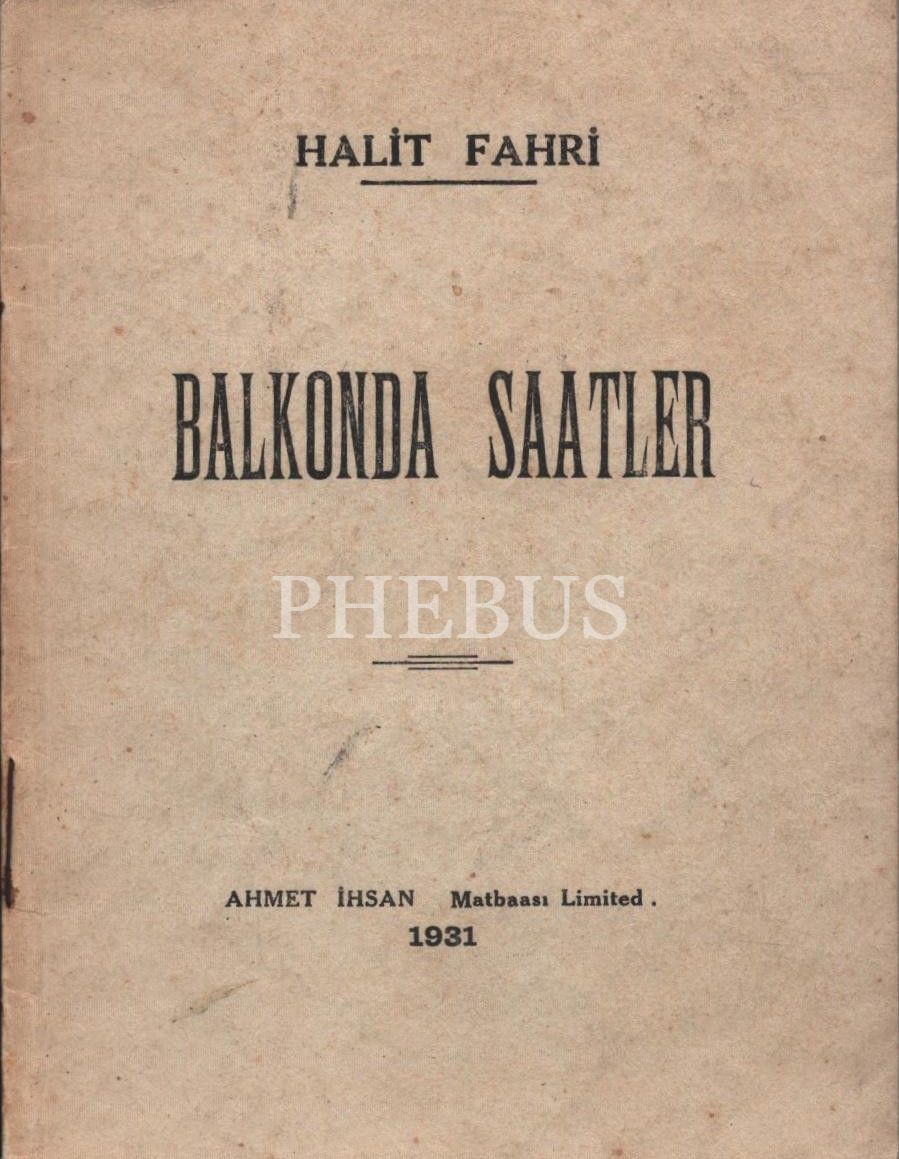 HALİT FAHRİ
BALKONDA SAATLER
PHEBUS
AHMET İHSAN Matbaası Limited .
1931